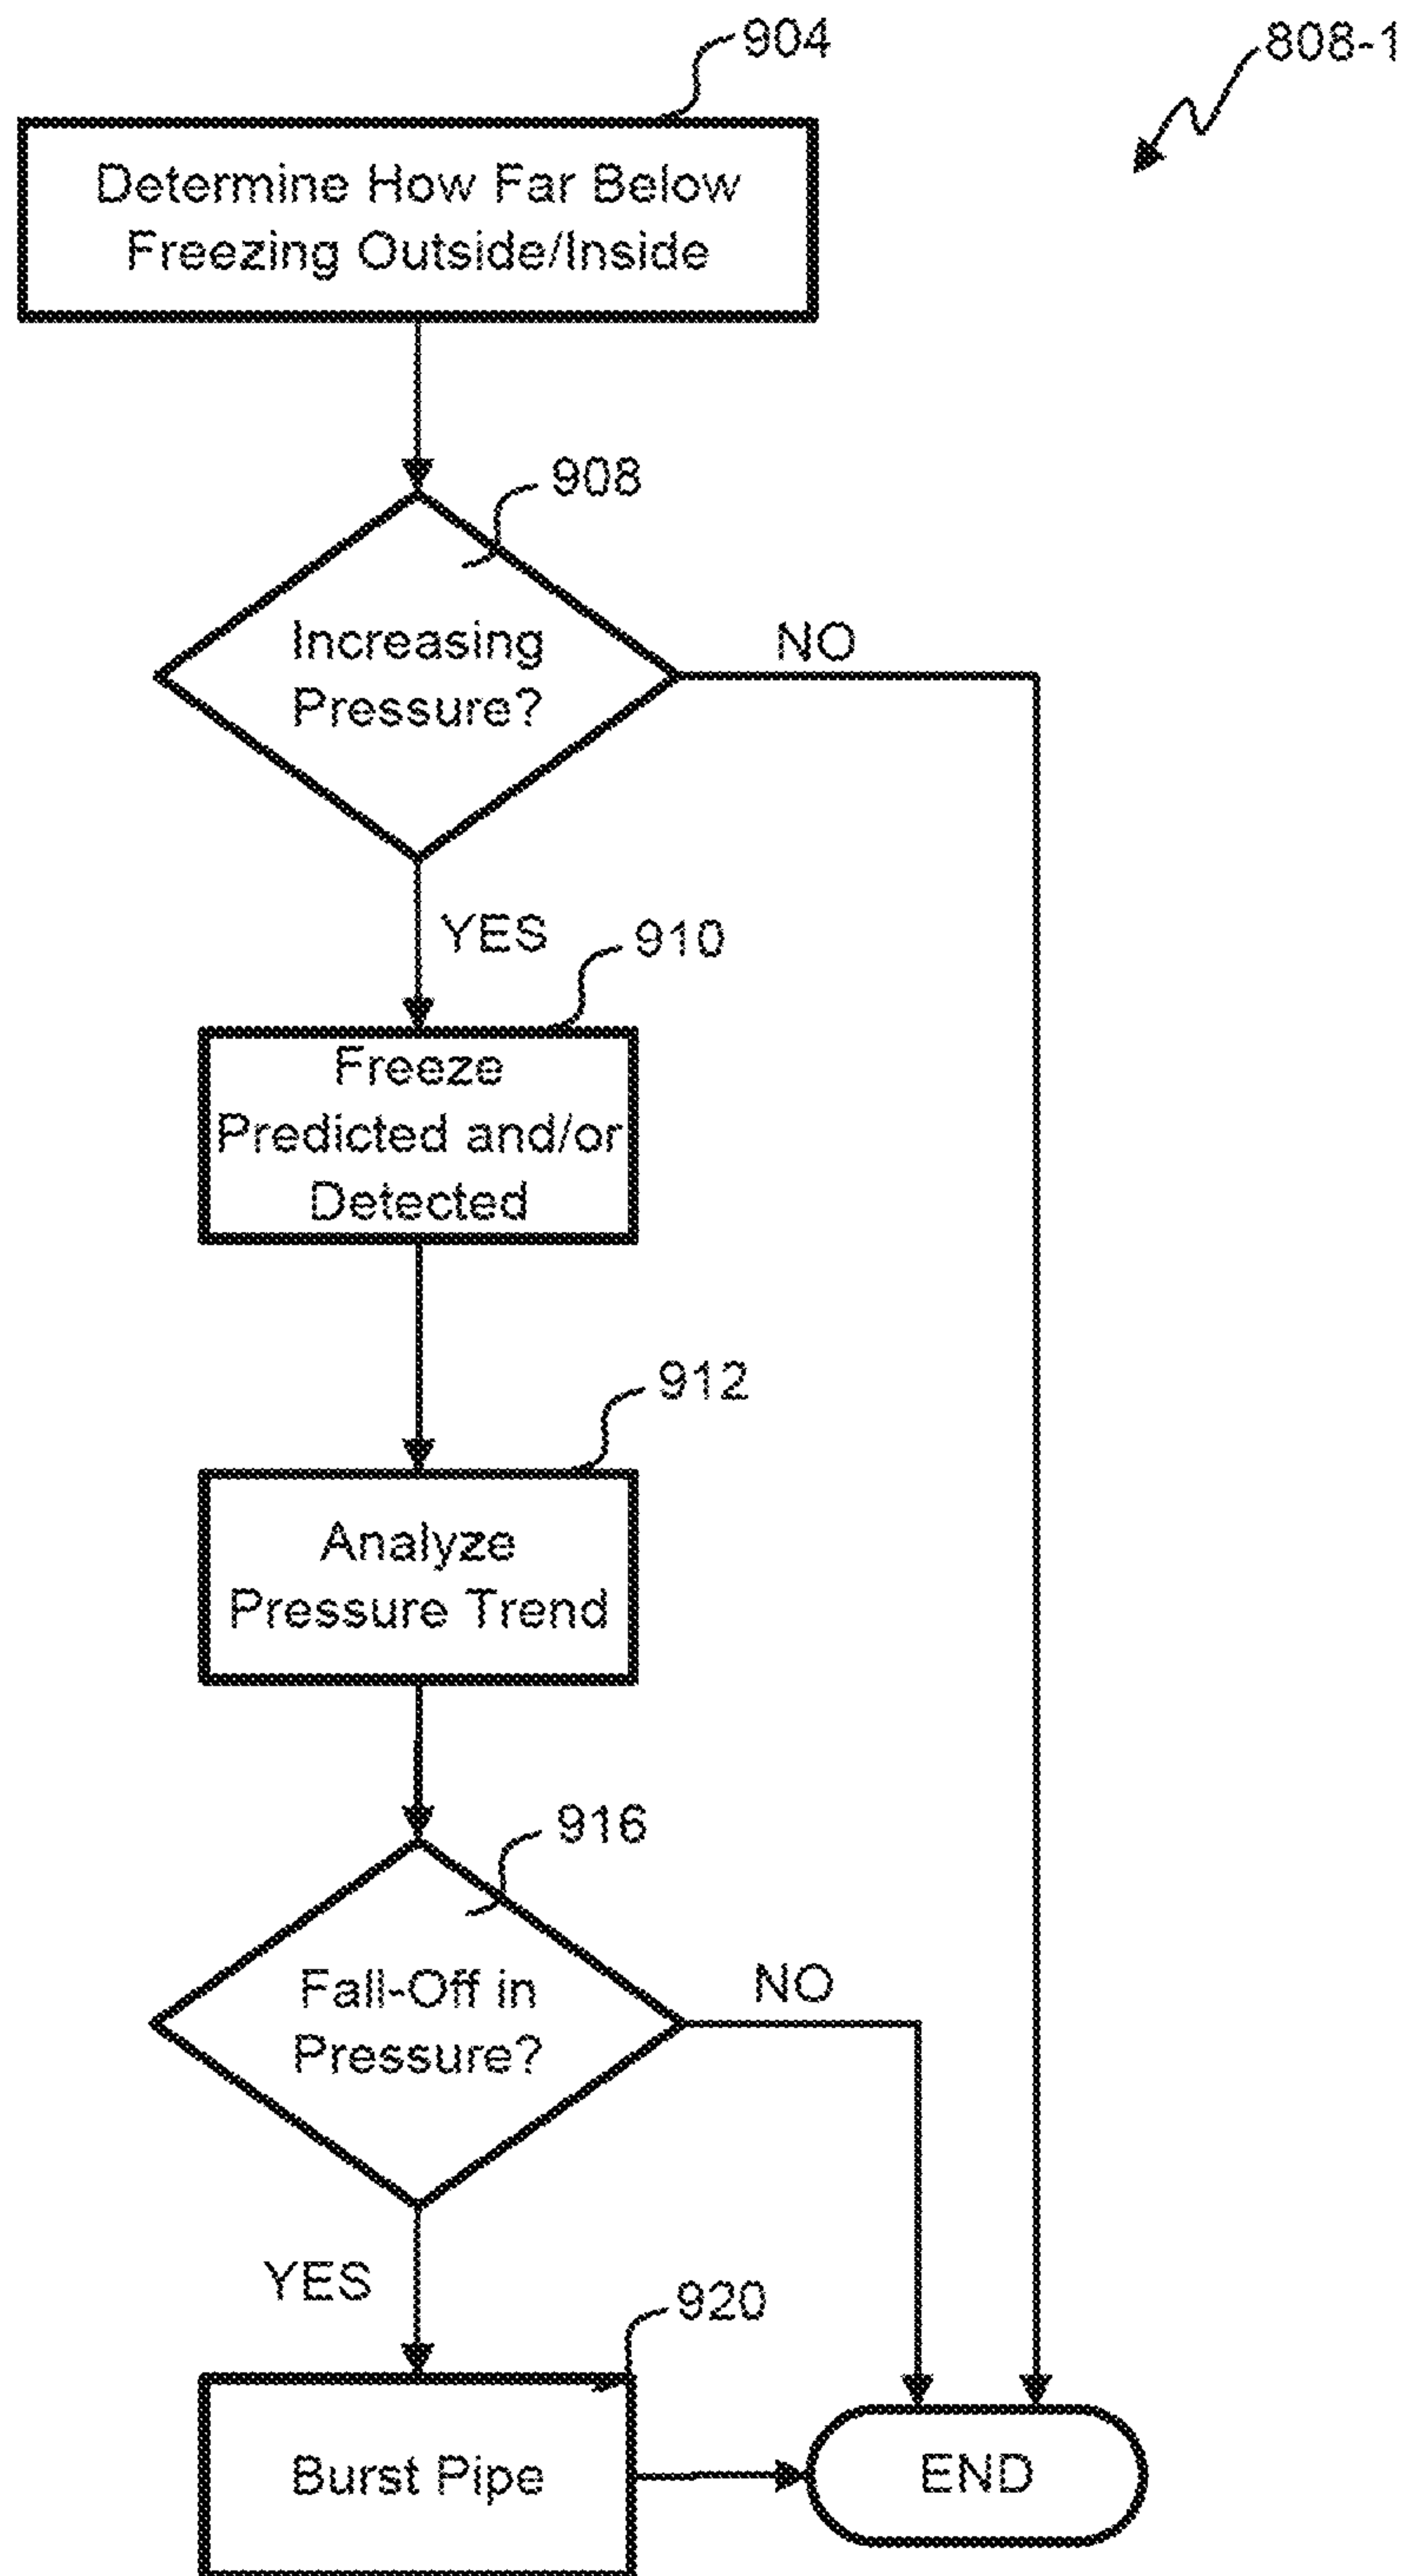 904
808-1
Determine How Far Below
Freezing Outside/Inside
908
Increasing
Pressure?
NO
YES
910
Freeze
Predicted and/or
Detected
912
Analyze
Pressure Trend
916
Fall-Off in
Pressure?
NO
YES
920
Burst Pipe
END